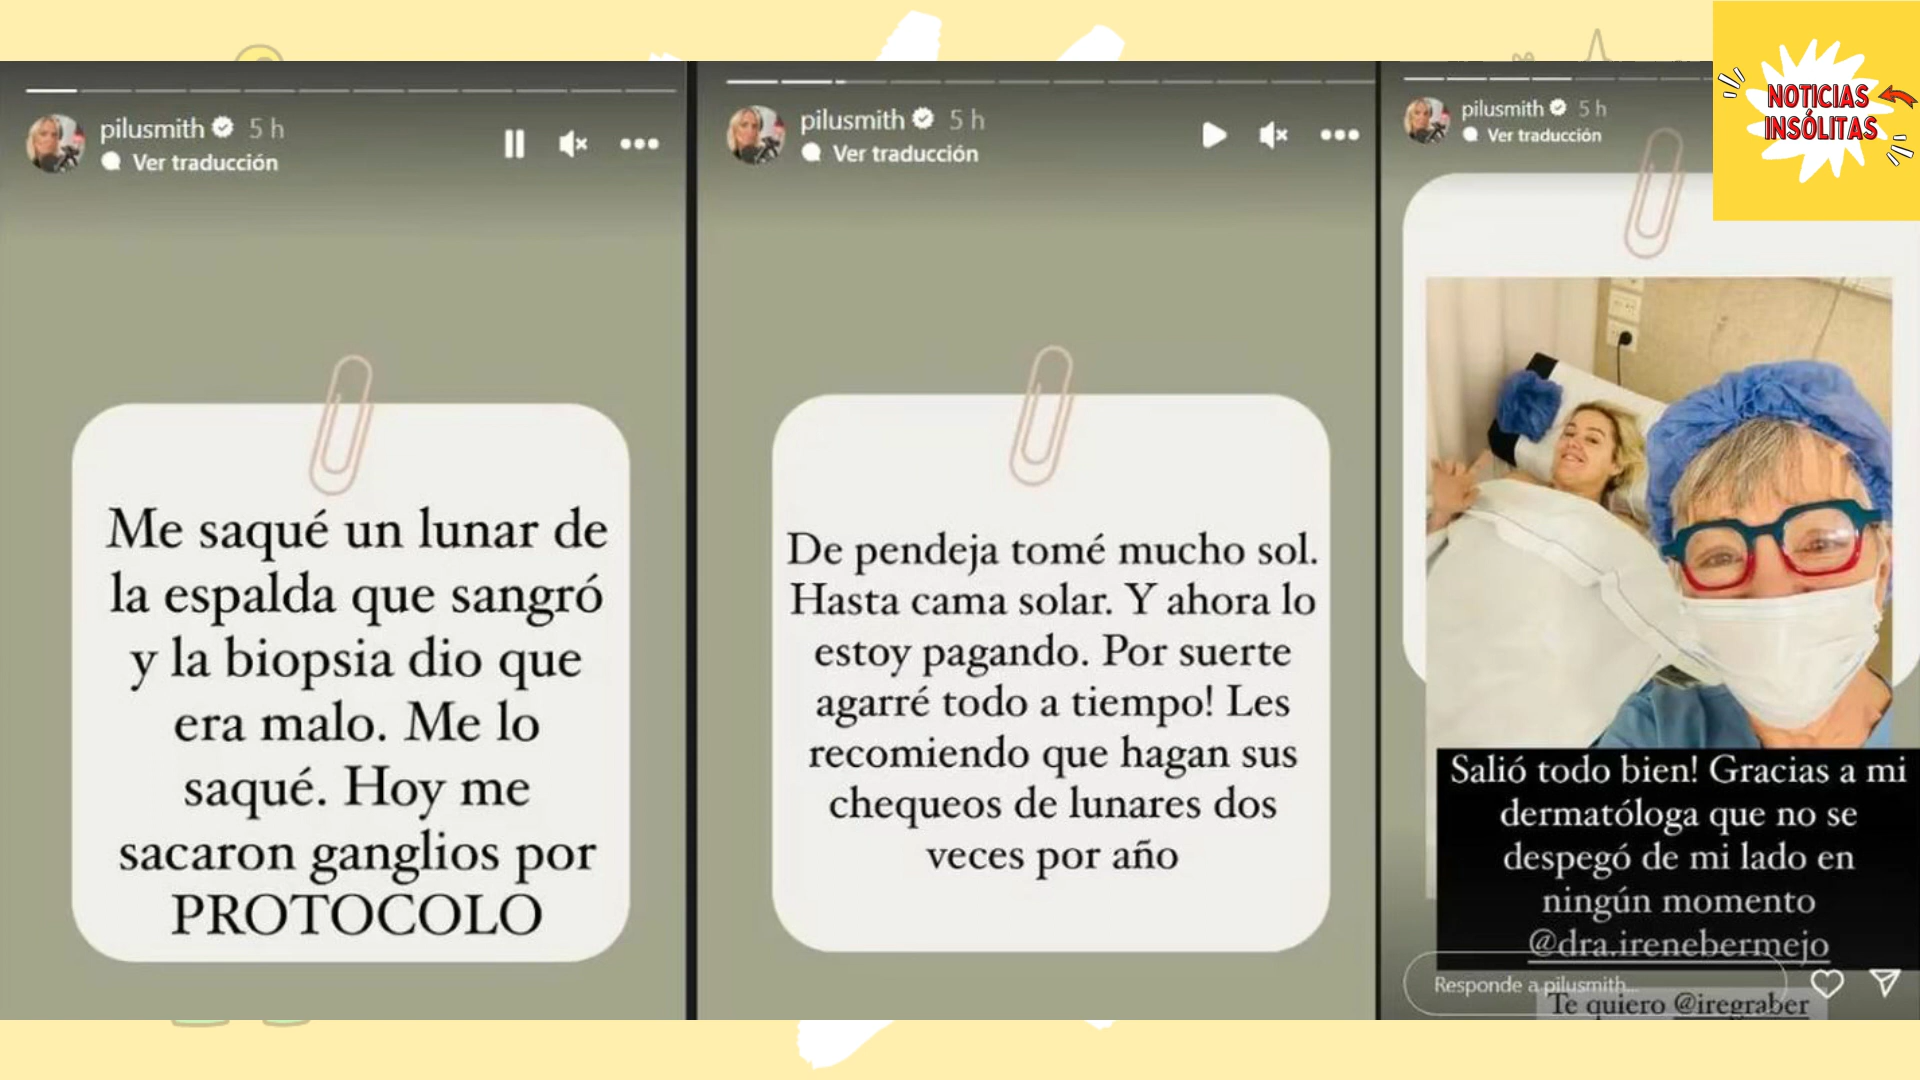 pilusmith 5 h
Ver traducción
Me saqué un lunar de
la espalda que sangró
y la biopsia dio que
era malo. Me lo
saqué. Hoy me
sacaron ganglios por
PROTOCOLO
pilusmith 5 h
Ver traducción
De pendeja tomé mucho sol.
Hasta cama solar. Y ahora lo
estoy pagando. Por suerte
agarré todo a tiempo! Les
recomiendo que hagan sus
chequeos de lunares dos
veces por año
pilusmith 5 h
Ver traducción
Salió todo bien! Gracias a mi
dermatóloga que no se
despegó de mi lado en
ningún momento
@dra.irenebermejo
Responde a pilusmith...
Te quiero @iregraber
NOTICIAS
INSÓLITAS